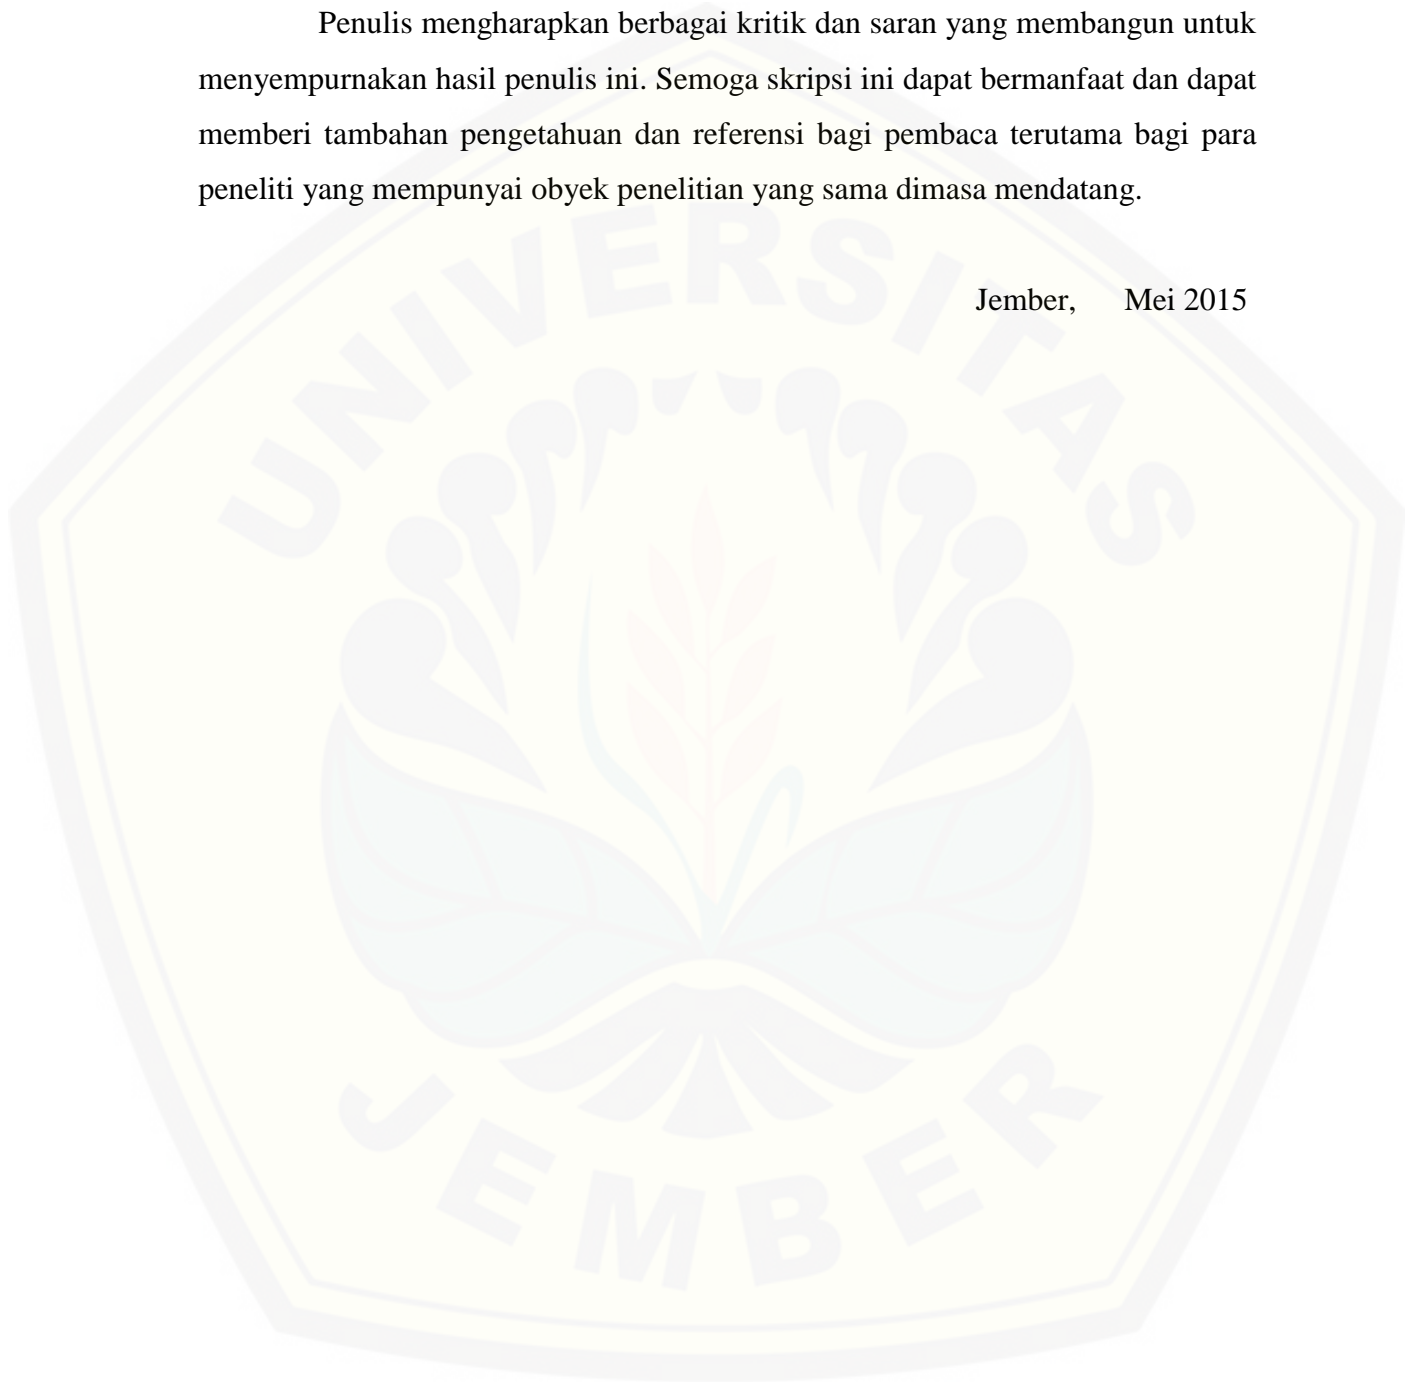 Penulis mengharapkan berbagai kritik dan saran yang membangun untuk
menyempurnakan hasil penulis ini. Semoga skripsi ini dapat bermanfaat dan dapat
memberi tambahan pengetahuan dan referensi bagi pembaca terutama bagi para
peneliti yang mempunyai obyek penelitian yang sama dimasa mendatang.
Jember, Mei 2015
UNIVERSITAS
JEMBER